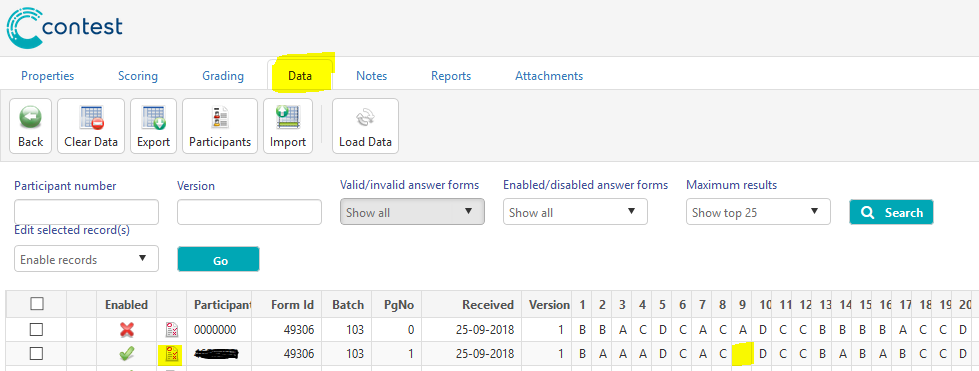 contest
Properties Scoring Grading Data Notes Reports Attachments
Back Clear Data Export Participants Import Load Data
Participant number Version Valid/invalid answer forms Enabled/disabled answer forms Maximum results
Show all Show all Show top 25 Search
Edit selected record(s)
Enable records Go
Enabled Participant Form Id Batch PgNo Received Version 1 2 3 4 5 6 7 8 9 10 11 12 13 14 15 16 17 18 19 20
0000000 49306 103 0 25-09-2018 1 B B A C D C A C A D C C B B B B A C C D
49306 103 1 25-09-2018 1 B A A A D C A C D C C B A B A B C C D